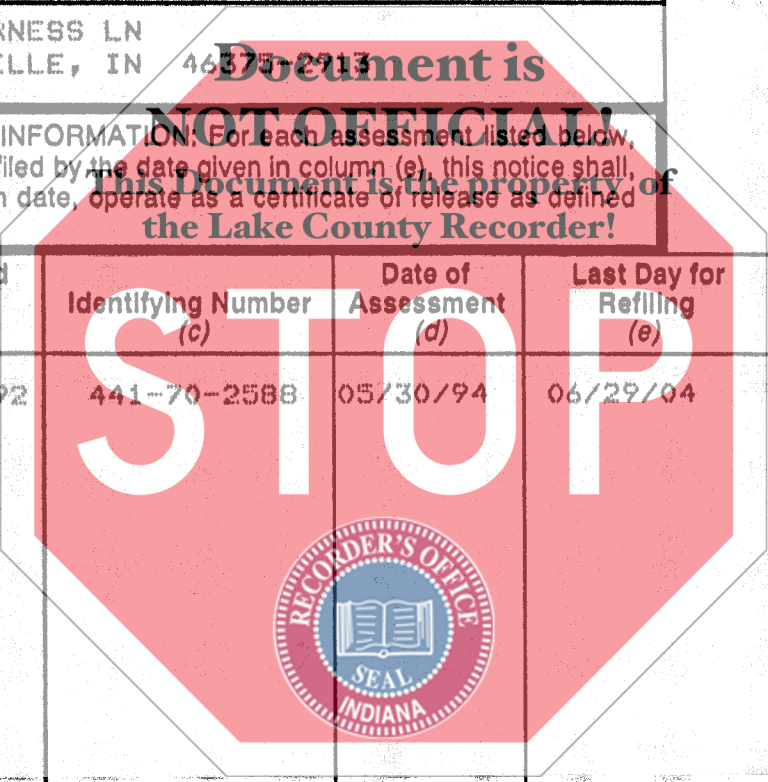 RNESS LN
ILLE, IN 46375-2913
Document is
NOT OFFICIAL!
INFORMATION: For each assessment listed below,
filed by the date given in column (e), this notice shall,
This Document is the property of
n date, operate as a certificate of release as defined
the Lake County Recorder!
d
Identifying Number
(c)
Date of
Assessment
(d)
Last Day for
Refiling
(e)
92 441-70-2588 05/30/94 06/29/04
STOP
RECORDER'S OFFICE
SEAL
INDIANA